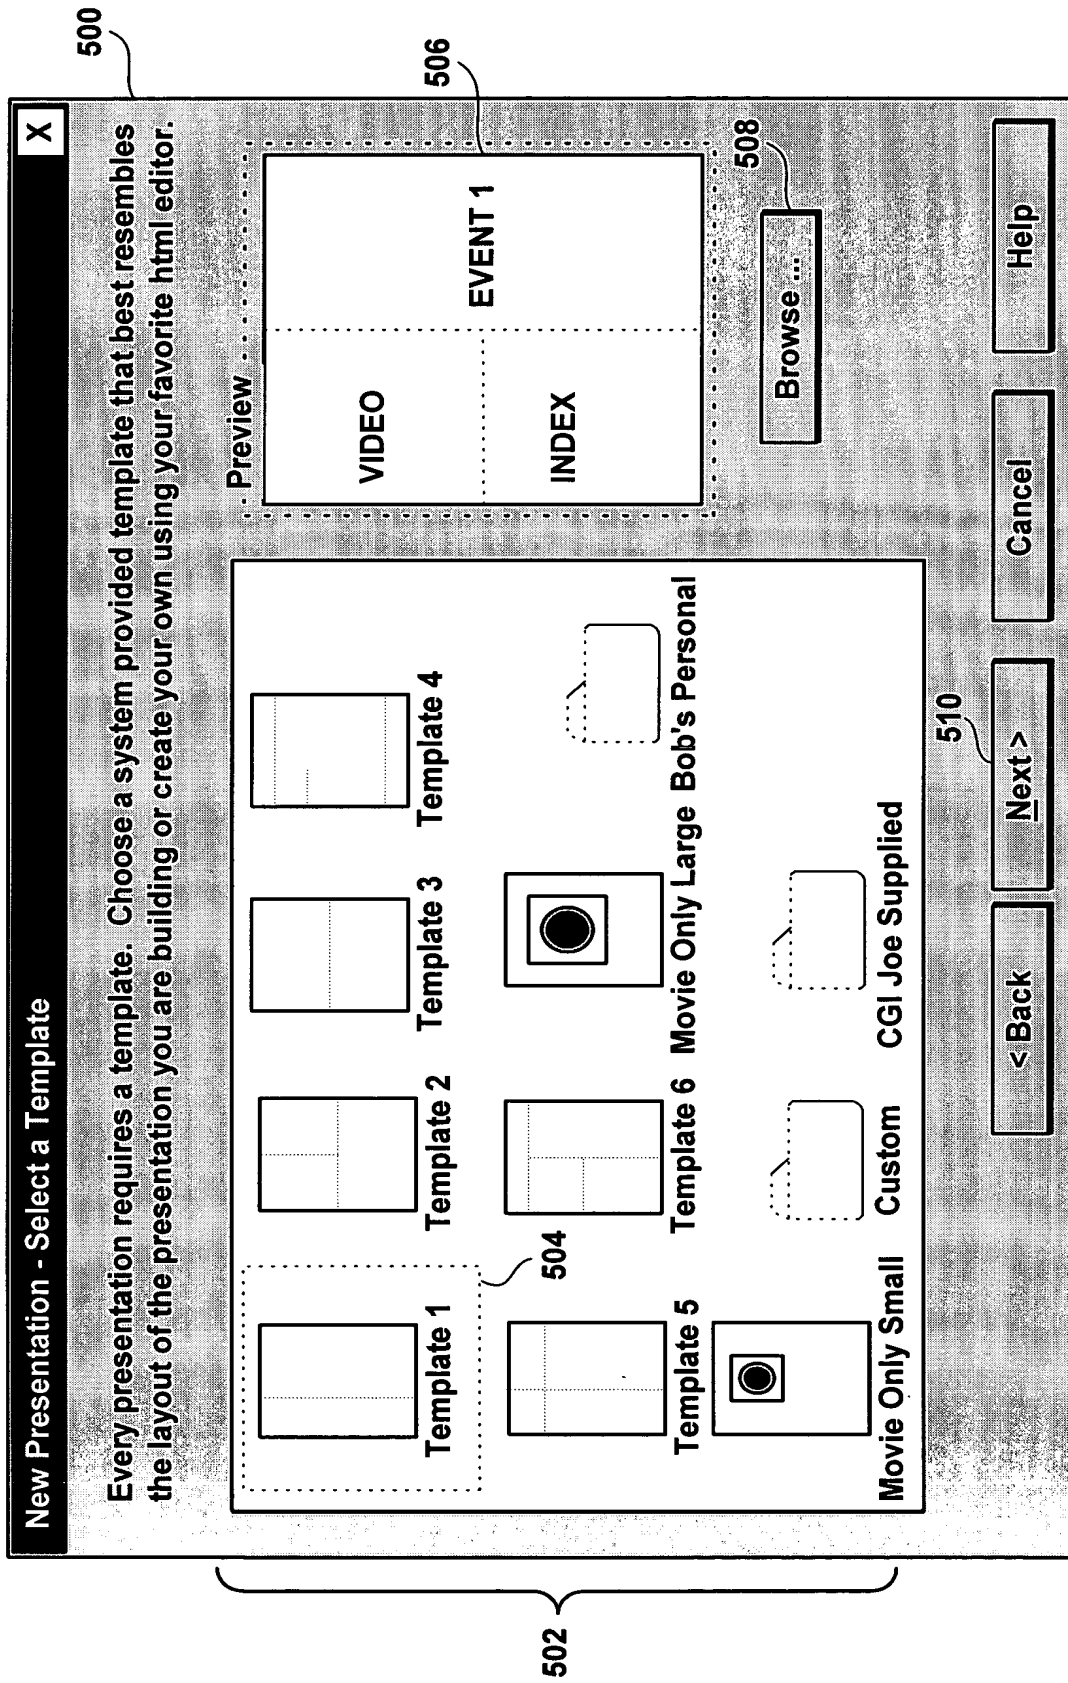 New Presentation - Select a Template
X
500
Every presentation requires a template. Choose a system provided template that best resembles
the layout of the presentation you are building or create your own using your favorite html editor.
Preview
506
VIDEO
EVENT 1
INDEX
Template 1
Template 2
Template 3
Template 4
504
Template 5
Template 6
Movie Only Large
Bob's Personal
508
Browse ...
Movie Only Small
Custom
CGI Joe Supplied
510
< Back
Next >
Cancel
Help
502